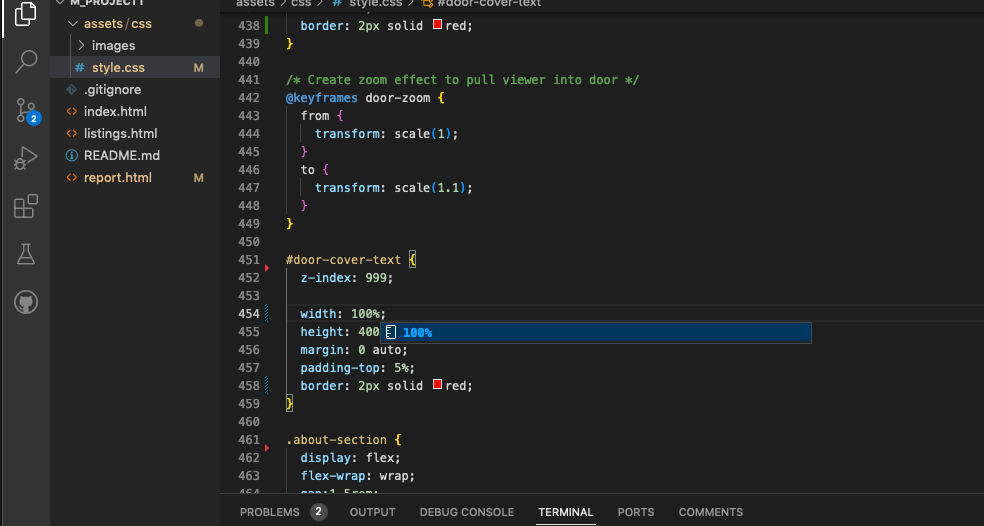 M_PROJECT1
assets/css
images
# style.css M
.gitignore
index.html
listings.html
README.md
report.html M
2
assets > css > # style.css > #door-cover-text
438 border: 2px solid red;
439 }
440
441 /* Create zoom effect to pull viewer into door */
442 @keyframes door-zoom {
443 from {
444 transform: scale(1);
445 }
446 to {
447 transform: scale(1.1);
448 }
449 }
450
451 #door-cover-text {
452 z-index: 999;
453
454 width: 100%;
455 height: 400
100%
456 margin: 0 auto;
457 padding-top: 5%;
458 border: 2px solid red;
459 }
460
461 .about-section {
462 display: flex;
463 flex-wrap: wrap;
464 gap:1.5rem;
PROBLEMS 2 OUTPUT DEBUG CONSOLE TERMINAL PORTS COMMENTS